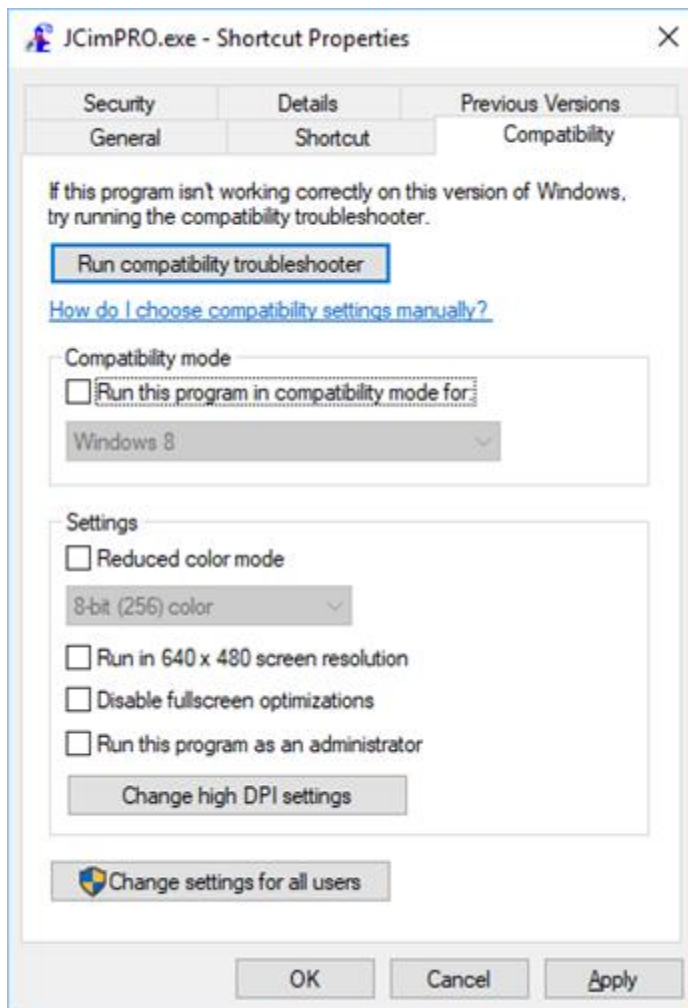 JCimPRO.exe - Shortcut Properties
Security Details Previous Versions
General Shortcut Compatibility
If this program isn't working correctly on this version of Windows,
try running the compatibility troubleshooter.
Run compatibility troubleshooter
How do I choose compatibility settings manually?
Compatibility mode
Run this program in compatibility mode for:
Windows 8
Settings
Reduced color mode
8-bit (256) color
Run in 640 x 480 screen resolution
Disable fullscreen optimizations
Run this program as an administrator
Change high DPI settings
Change settings for all users
OK Cancel Apply